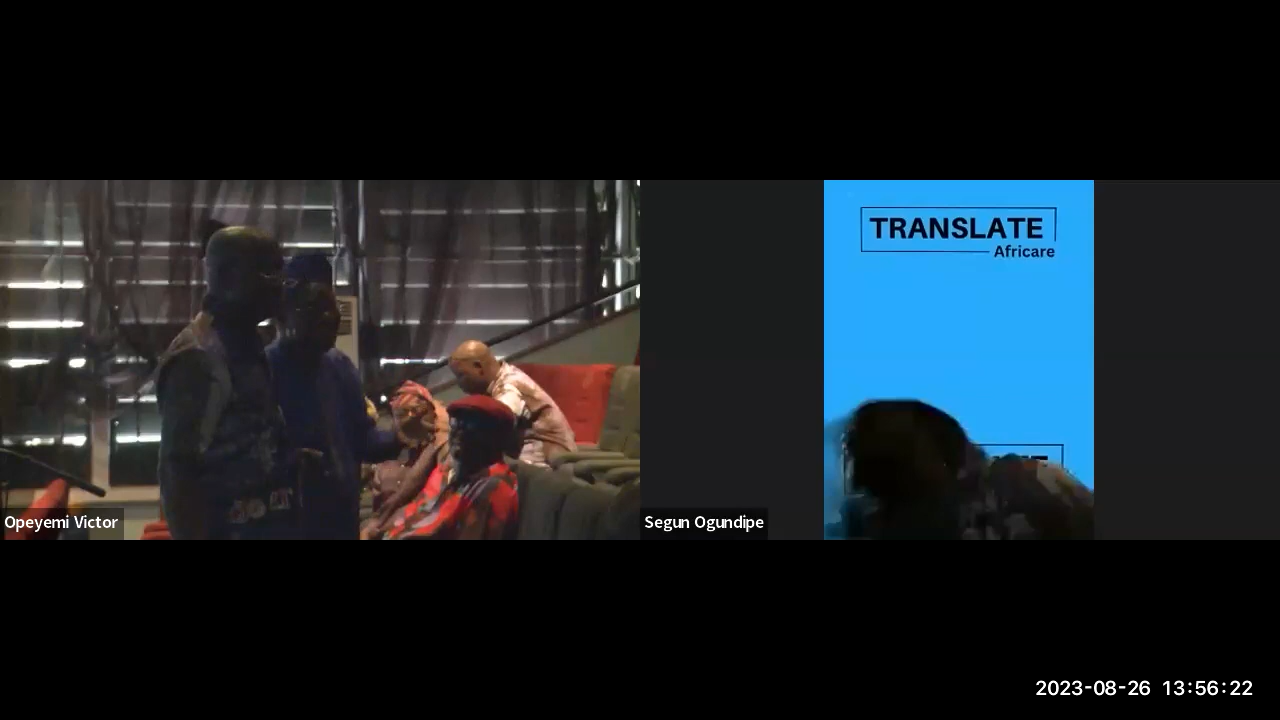 TRANSLATE
Africare
Opeyemi Victor
Segun Ogundipe
2023-08-26 13:56:22